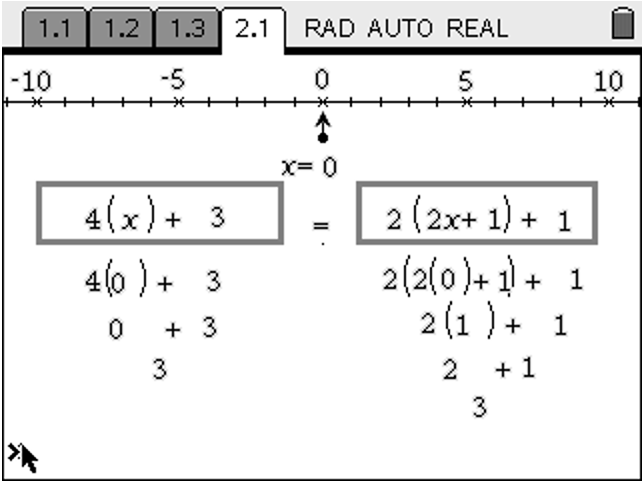 1.1 1.2 1.3 2.1 RAD AUTO REAL
-10 -5 0 5 10
x= 0
4(x)+ 3 = 2(2x+1)+ 1
4(0 )+ 3 2(2(0)+1)+ 1
0 + 3 2(1 )+ 1
3 2 +1
3